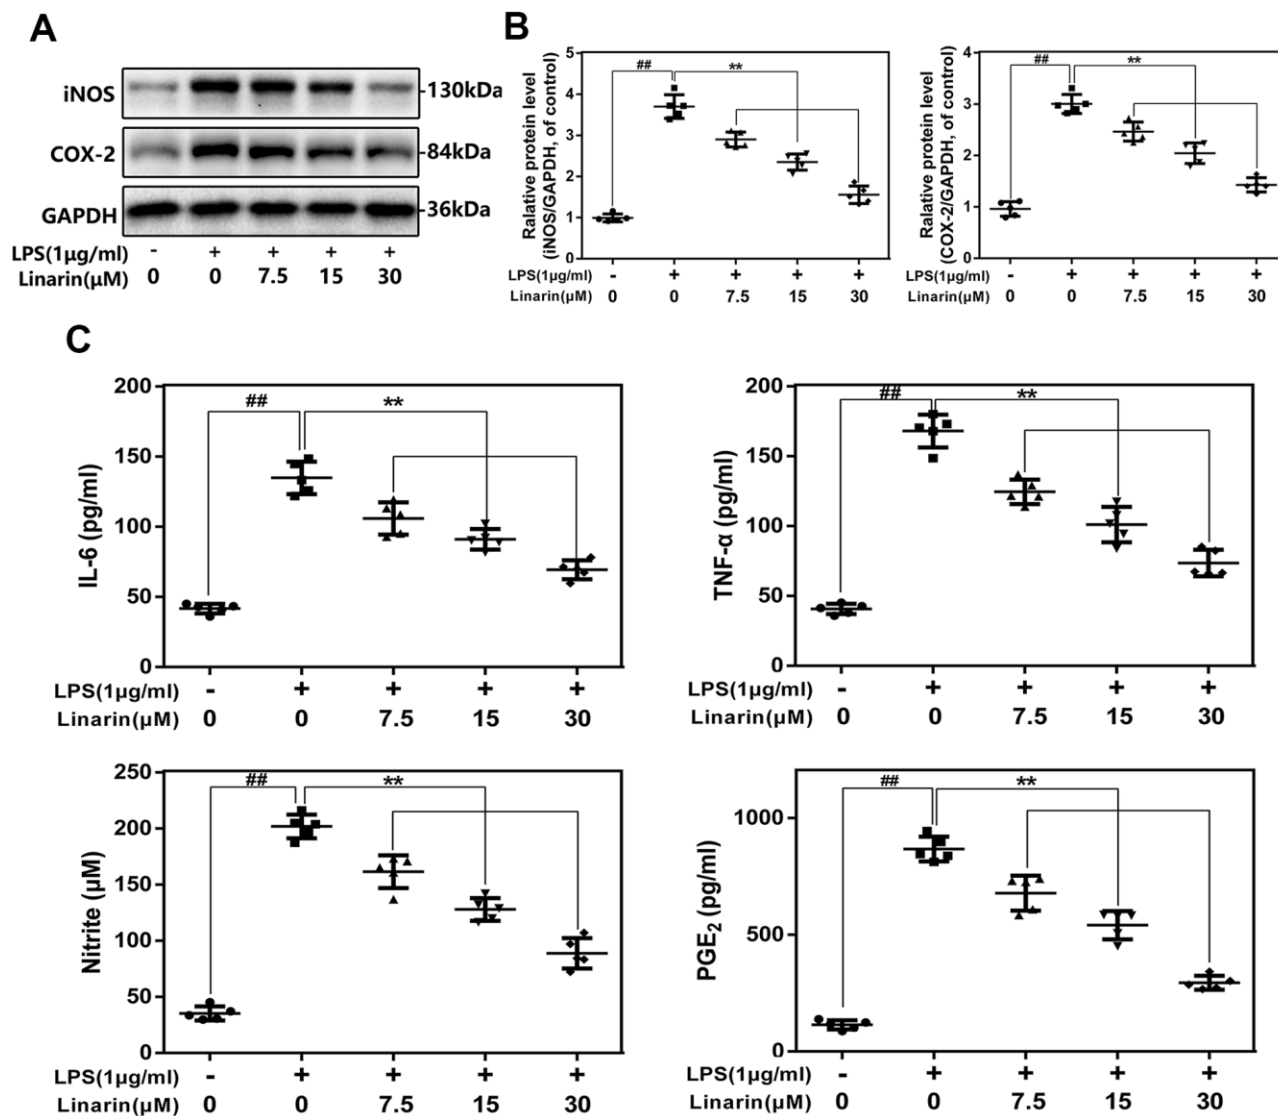 A
iNOS
-130kDa
COX-2
-84kDa
GAPDH
-36kDa
LPS(1μg/ml) - + + + +
Linarin(μM) 0 0 7.5 15 30
B
Ralative protein level
(iNOS/GAPDH, of control)
5
4
3
2
1
0
## **
LPS(1μg/ml) - + + + +
Linarin(μM) 0 0 7.5 15 30
Ralative protein level
(COX-2/GAPDH, of control)
4
3
2
1
0
## **
LPS(1μg/ml) - + + + +
Linarin(μM) 0 0 7.5 15 30
C
IL-6 (pg/ml)
200
150
100
50
0
## **
LPS(1μg/ml) - + + + +
Linarin(μM) 0 0 7.5 15 30
TNF-α (pg/ml)
200
150
100
50
0
## **
LPS(1μg/ml) - + + + +
Linarin(μM) 0 0 7.5 15 30
Nitrite (μM)
250
200
150
100
50
0
## **
LPS(1μg/ml) - + + + +
Linarin(μM) 0 0 7.5 15 30
PGE₂ (pg/ml)
1000
500
0
## **
LPS(1μg/ml) - + + + +
Linarin(μM) 0 0 7.5 15 30